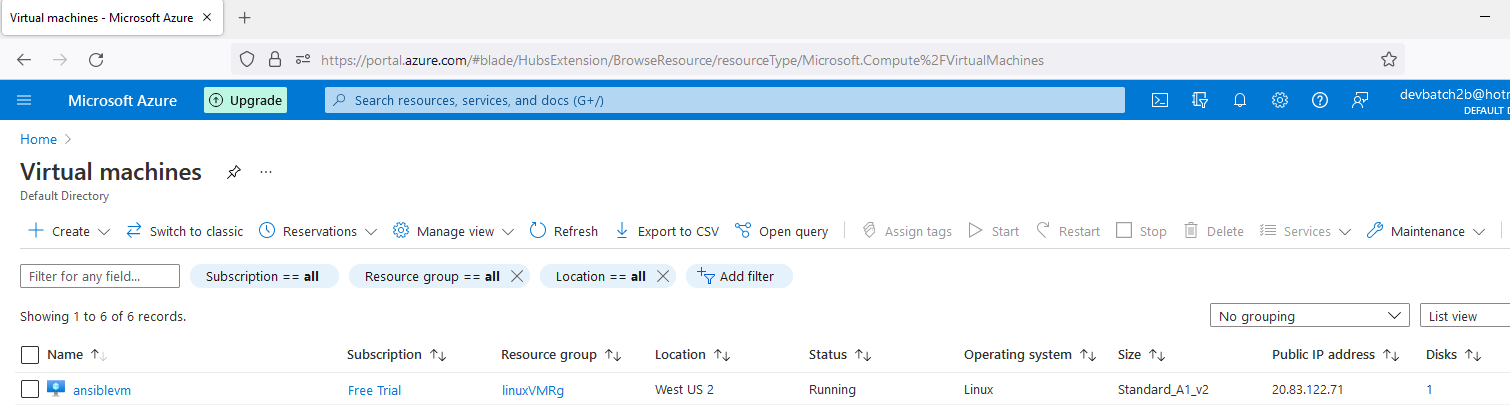 Virtual machines - Microsoft Azure
https://portal.azure.com/#blade/HubsExtension/BrowseResource/resourceType/Microsoft.Compute%2FVirtualMachines
Microsoft Azure Upgrade Search resources, services, and docs (G+/) devbatch2b@hotm
DEFAULT D
Home
Virtual machines
Default Directory
Create Switch to classic Reservations Manage view Refresh Export to CSV Open query Assign tags Start Restart Stop Delete Services Maintenance
Filter for any field... Subscription == all Resource group == all Location == all Add filter
Showing 1 to 6 of 6 records. No grouping List view
Name Subscription Resource group Location Status Operating system Size Public IP address Disks
ansiblevm Free Trial linuxVMRg West US 2 Running Linux Standard_A1_v2 20.83.122.71 1